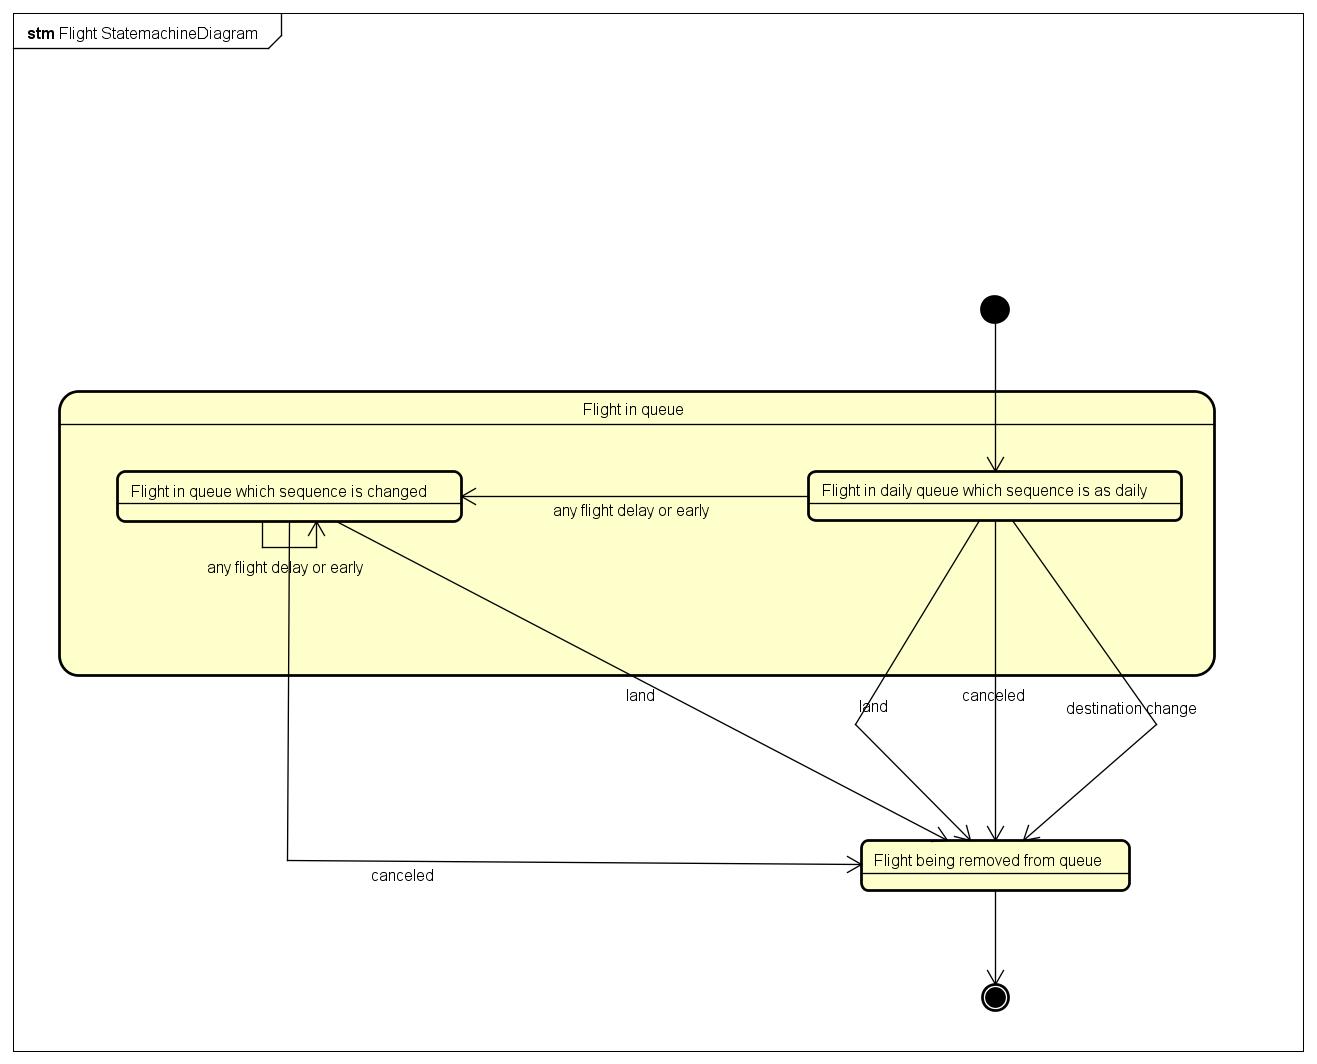 stm Flight StatemachineDiagram
Flight in queue
Flight in queue which sequence is changed
Flight in daily queue which sequence is as daily
any flight delay or early
any flight delay or early
land
land
canceled
destination change
Flight being removed from queue
canceled